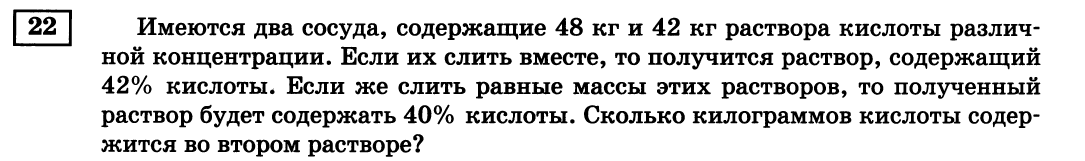 22 Имеются два сосуда, содержащие 48 кг и 42 кг раствора кислоты различ-
ной концентрации. Если их слить вместе, то получится раствор, содержащий
42% кислоты. Если же слить равные массы этих растворов, то полученный
раствор будет содержать 40% кислоты. Сколько килограммов кислоты содер-
жится во втором растворе?